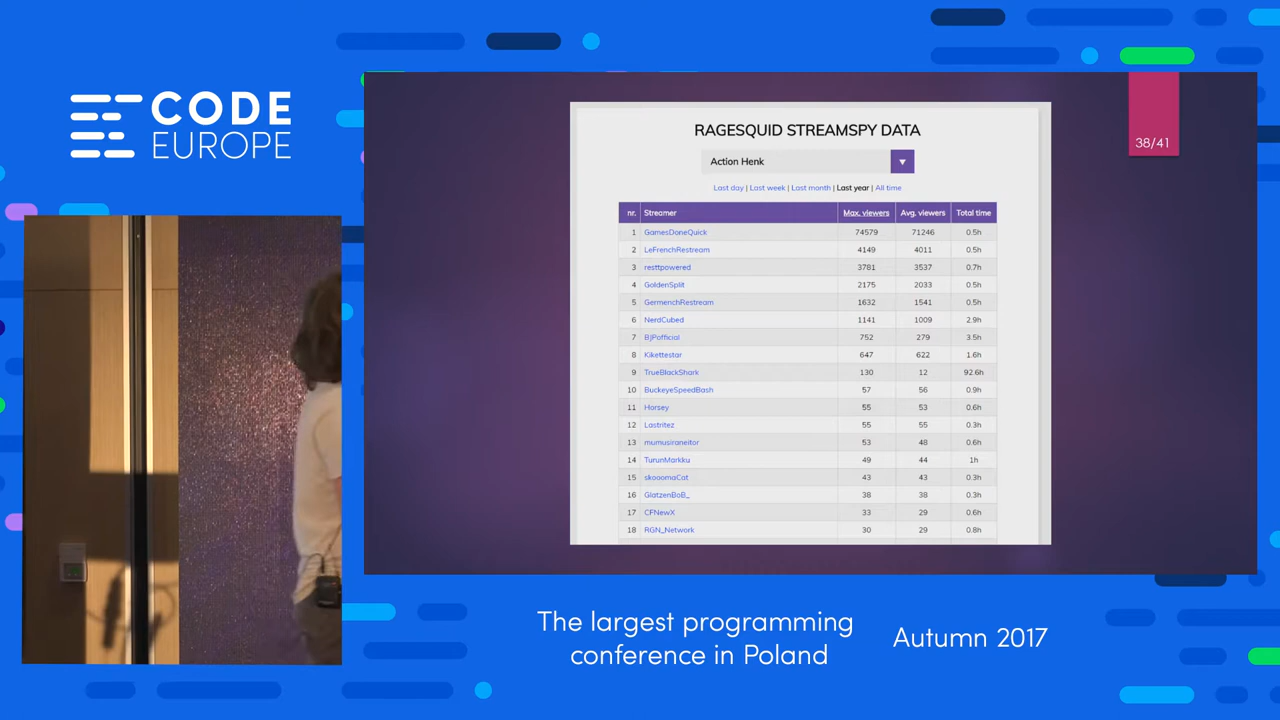 CODE
EUROPE
38/41
RAGESQUID STREAMSPY DATA
Action Henk
Last day | Last week | Last month | Last year | All time
nr. Streamer Max. viewers Avg. viewers Total time
1 GamesDoneQuick 74579 71246 0.5h
2 LeFrenchRestream 4149 4011 0.5h
3 resttpowered 3781 3537 0.7h
4 GoldenSplit 2175 2033 0.5h
5 GermenchRestream 1632 1541 0.5h
6 NerdCubed 1141 1009 2.9h
7 BJPofficial 752 279 3.5h
8 Kikettestar 647 622 1.6h
9 TrueBlackShark 130 12 92.6h
10 BuckeyeSpeedBash 57 56 0.9h
11 Horsey 55 53 0.6h
12 Lastritez 55 55 0.3h
13 mumusiraneitor 53 48 0.6h
14 TurunMarkku 49 44 1h
15 skooomaCat 43 43 0.3h
16 GlatzenBoB_ 38 38 0.3h
17 CFNewX 33 29 0.6h
18 RGN_Network 30 29 0.8h
The largest programming
conference in Poland
Autumn 2017